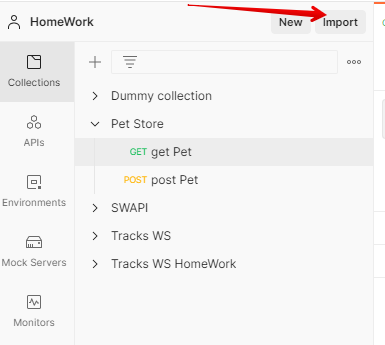 HomeWork New Import
Collections
Dummy collection
Pet Store
GET get Pet
APIs
POST post Pet
Environments
SWAPI
Tracks WS
Mock Servers
Tracks WS HomeWork
Monitors